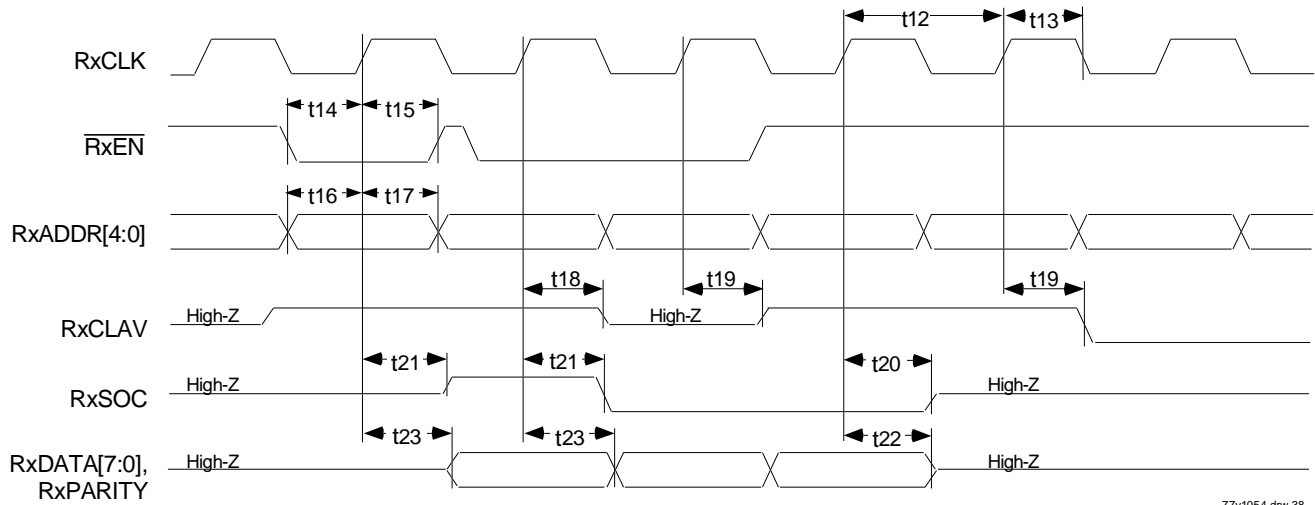 t12
t13
RxCLK
t14
t15
RxEN
t16
t17
RxADDR[4:0]
t18
t19
t19
High-Z
High-Z
RxCLAV
t21
t21
t20
High-Z
High-Z
RxSOC
t23
t23
t22
RxDATA[7:0],
RxPARITY
High-Z
High-Z